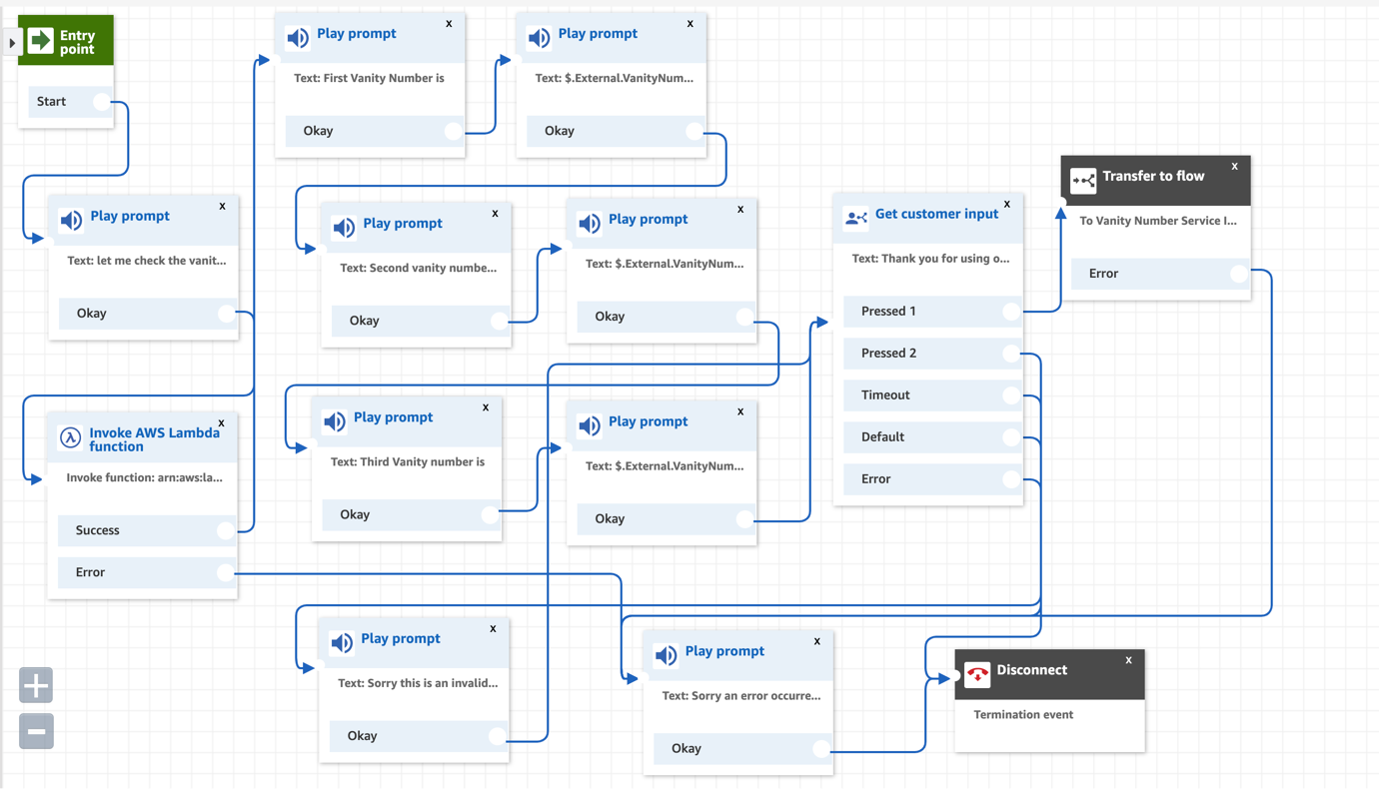 Entry
point
Start
Play prompt
x
Text: First Vanity Number is
Okay
Play prompt
x
Text: $.External.VanityNum...
Okay
Play prompt
x
Text: let me check the vanit...
Okay
Play prompt
x
Text: Second vanity numbe...
Okay
Play prompt
x
Text: $.External.VanityNum...
Okay
Get customer input
x
Text: Thank you for using o...
Pressed 1
Pressed 2
Timeout
Default
Error
Transfer to flow
x
To Vanity Number Service I...
Error
Invoke AWS Lambda
function
x
Invoke function: arn:aws:la...
Success
Error
Play prompt
x
Text: Third Vanity number is
Okay
Play prompt
x
Text: $.External.VanityNum...
Okay
Play prompt
x
Text: Sorry this is an invalid...
Okay
Play prompt
x
Text: Sorry an error occurre...
Okay
Disconnect
x
Termination event